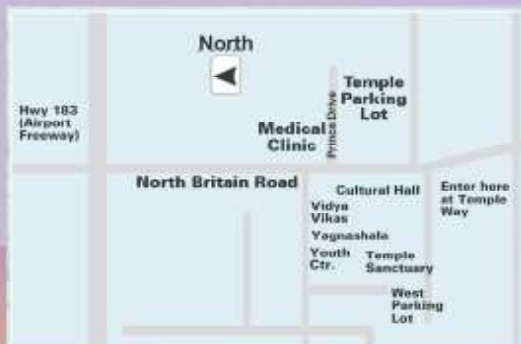 North
Hwy 183
(Airport
Freeway)
Medical
Clinic
Prince Drive
Temple
Parking
Lot
North Britain Road
Cultural Hall
Enter here
at Temple
Way
Vidya
Vikas
Yagnashala
Youth
Ctr.
Temple
Sanctuary
West
Parking
Lot